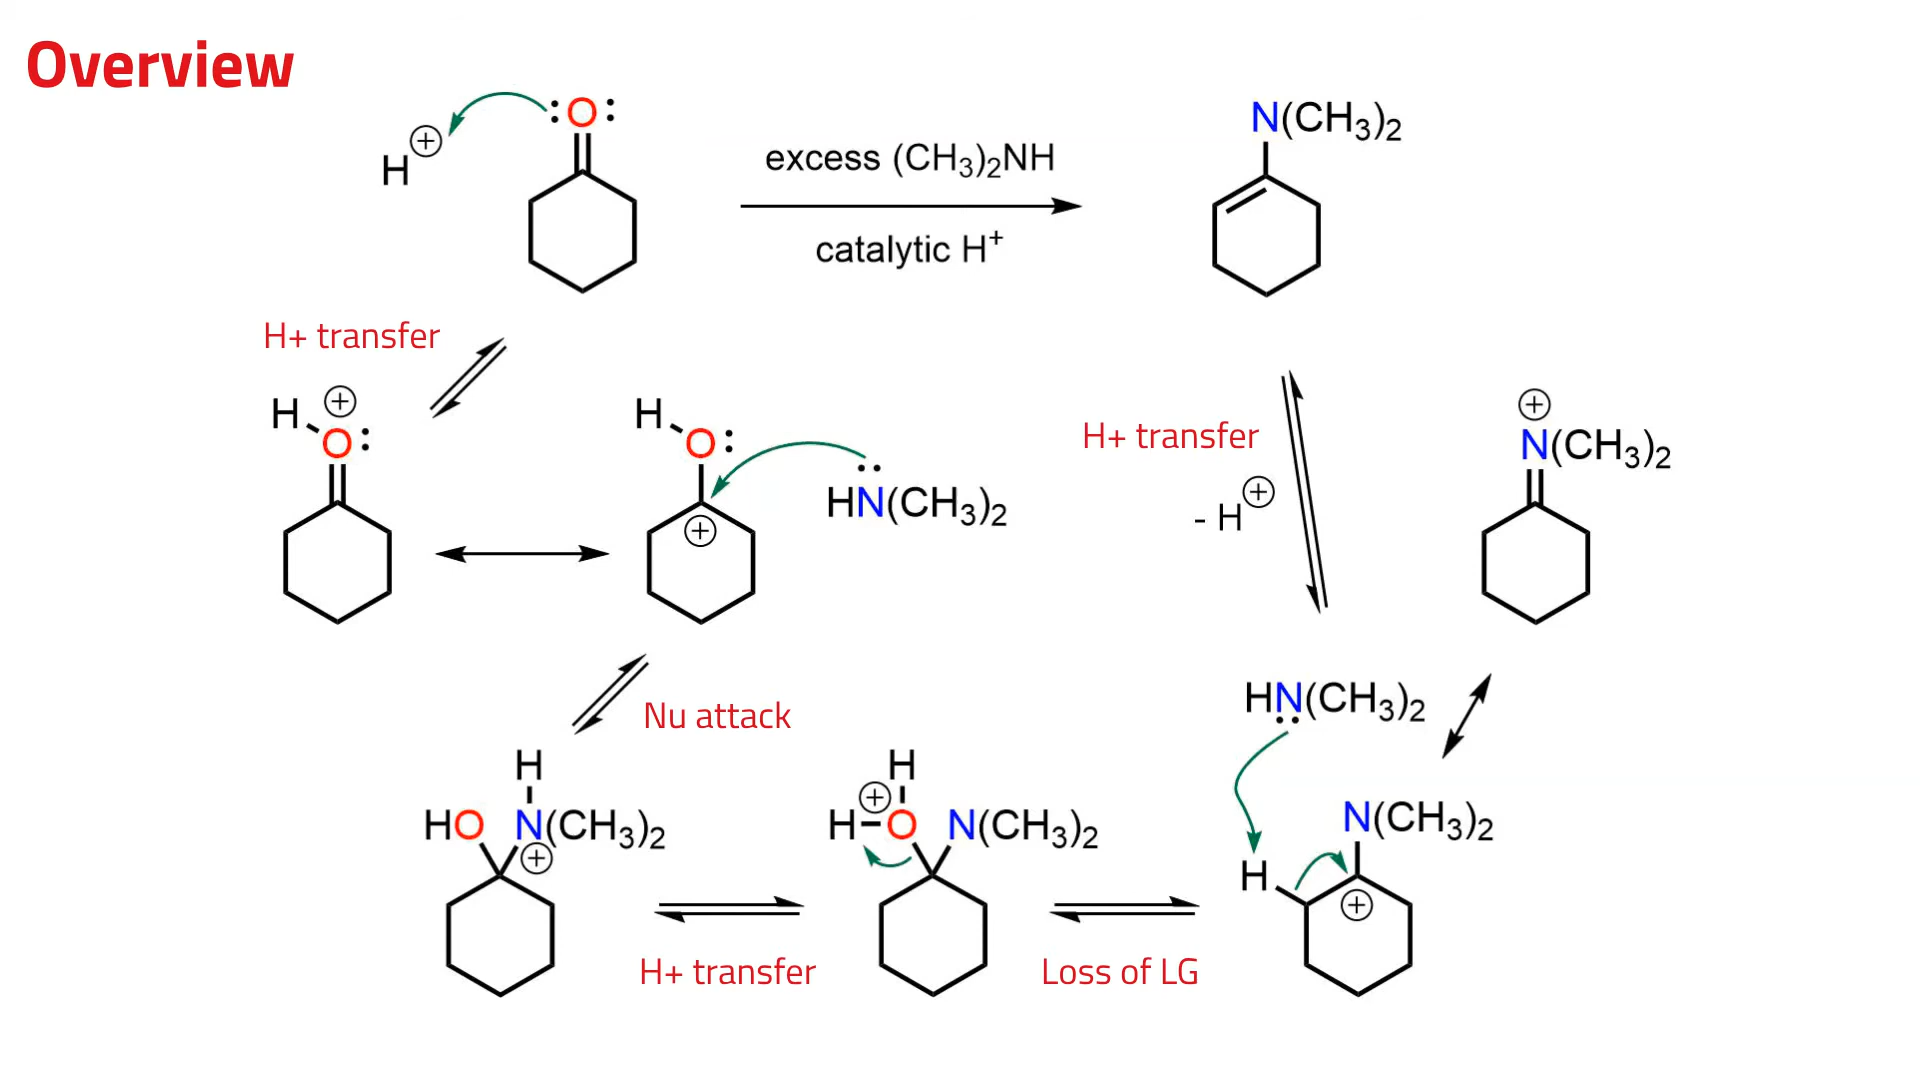 Overview
H⊕
:O:
excess (CH₃)₂NH
catalytic H⁺
N(CH₃)₂
H+ transfer
H ⊕
O:
H
O:
⊕
HN(CH₃)₂
H+ transfer
- H⊕
⊕
N(CH₃)₂
Nu attack
HN(CH₃)₂
H
HO N(CH₃)₂
⊕
H
⊕
H-O N(CH₃)₂
N(CH₃)₂
H
⊕
H+ transfer
Loss of LG